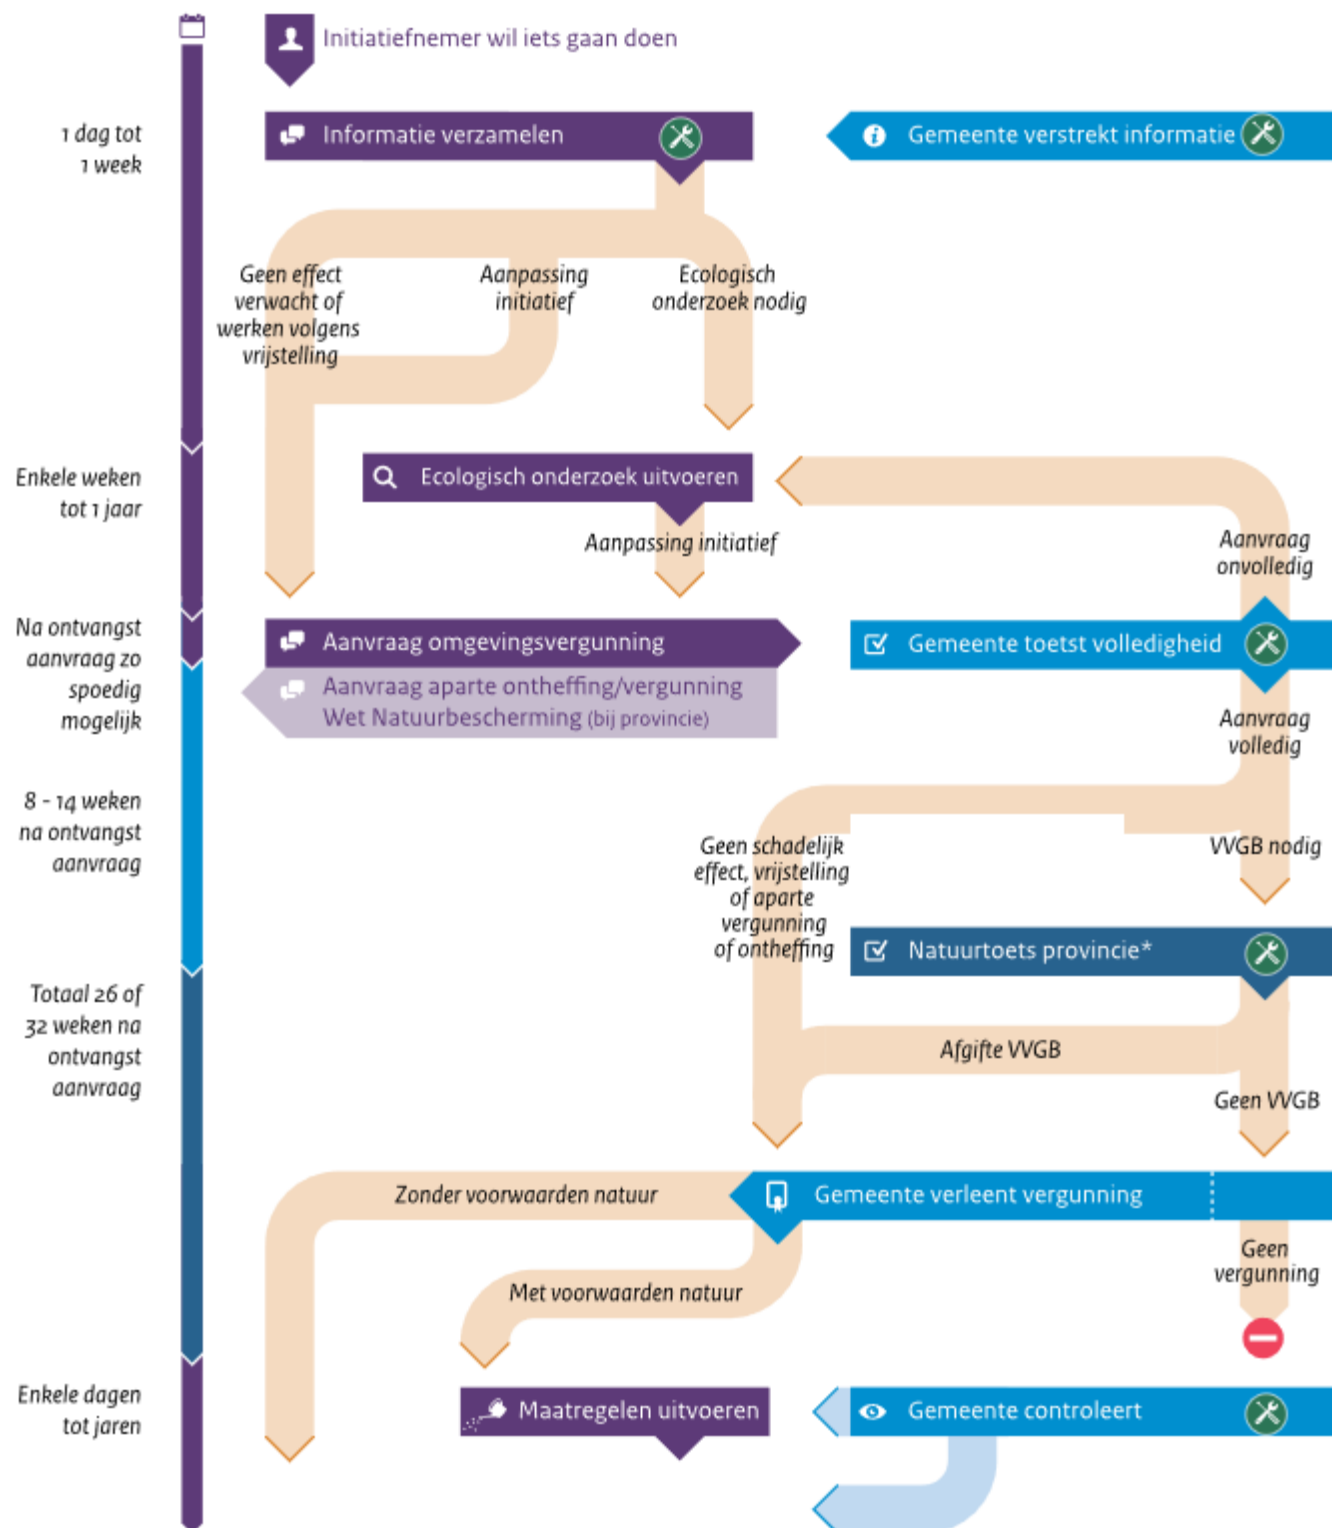 Initiatiefnemer wil iets gaan doen
1 dag tot
1 week
Informatie verzamelen
Gemeente verstrekt informatie
Geen effect
verwacht of
werken volgens
vrijstelling
Aanpassing
initiatief
Ecologisch
onderzoek nodig
Enkele weken
tot 1 jaar
Ecologisch onderzoek uitvoeren
Aanpassing initiatief
Aanvraag
onvolledig
Na ontvangst
aanvraag zo
spoedig
mogelijk
Aanvraag omgevingsvergunning
Aanvraag aparte ontheffing/vergunning
Wet Natuurbescherming (bij provincie)
Gemeente toetst volledigheid
Aanvraag
volledig
8 - 14 weken
na ontvangst
aanvraag
Geen schadelijk
effect, vrijstelling
of aparte
vergunning
of ontheffing
VVGB nodig
Natuurtoets provincie*
Totaal 26 of
32 weken na
ontvangst
aanvraag
Afgifte VVGB
Geen VVGB
Zonder voorwaarden natuur
Gemeente verleent vergunning
Geen
vergunning
Met voorwaarden natuur
Enkele dagen
tot jaren
Maatregelen uitvoeren
Gemeente controleert